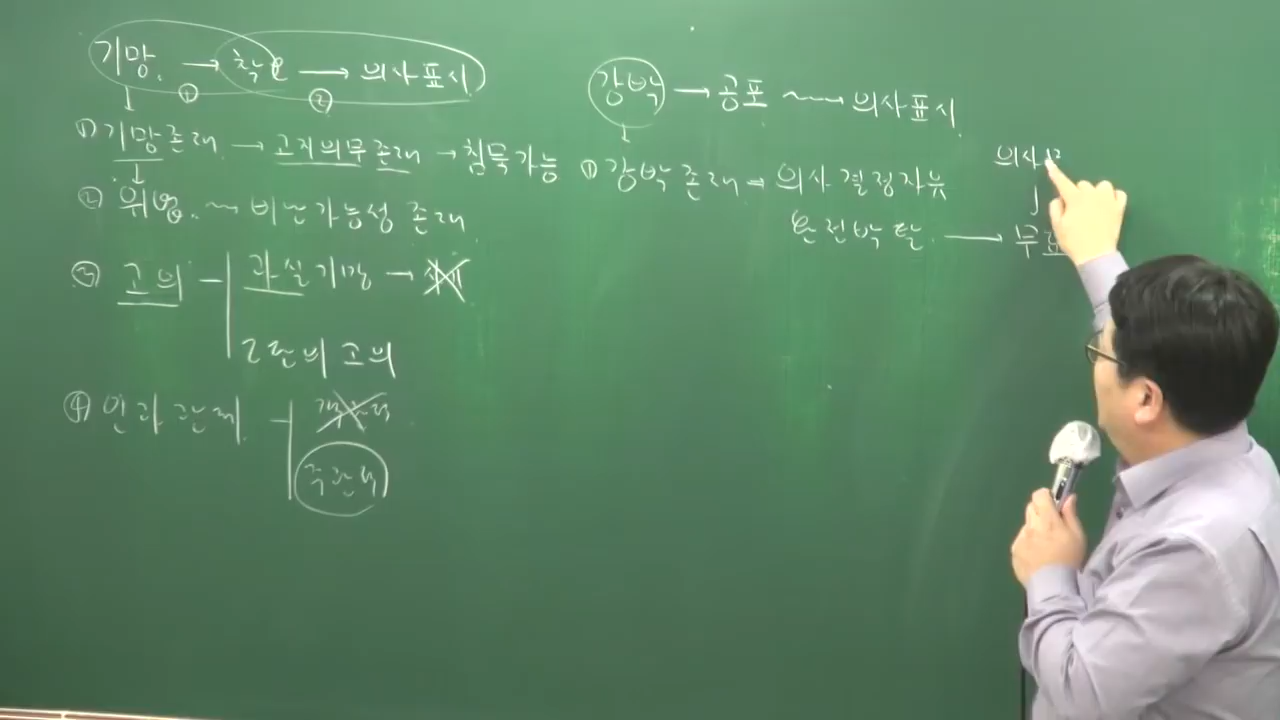 기망 → 착오 → 의사표시
① ②
① 기망존재 → 고지의무존재 → 침묵가능
② 위법 ~ 비난가능성 존재
③ 고의 - 과실기망 →
2단의 고의
④ 인과관계 -
주관적
강박 → 공포 → 의사표시
① 강박존재 = 의사결정자유
완전박탈 → 무효
의사